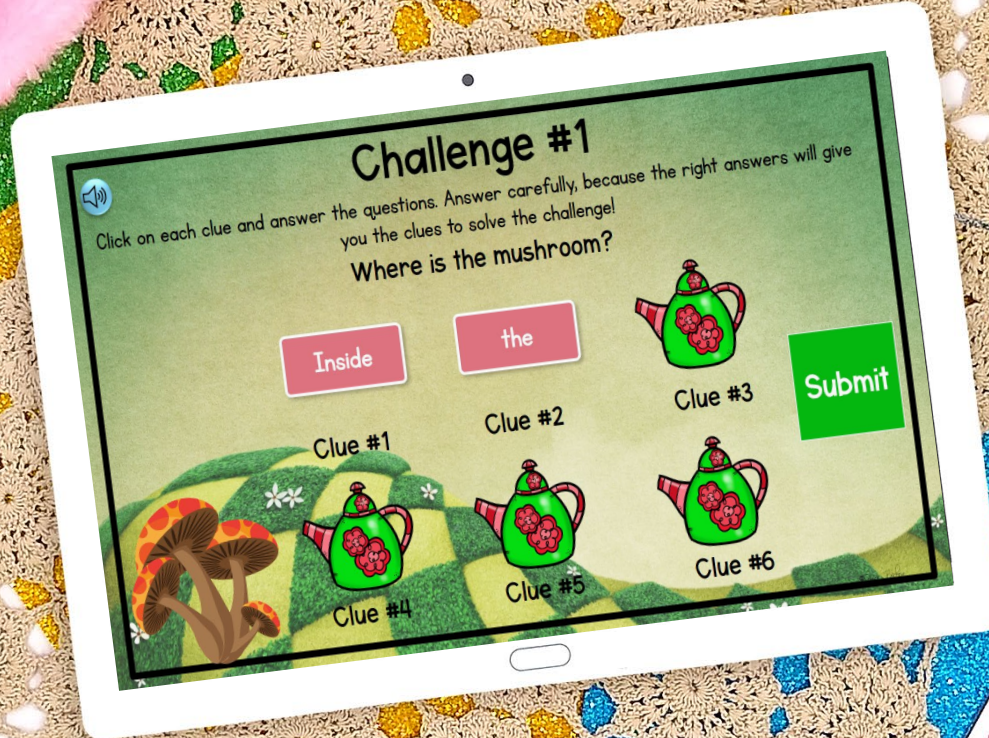 Challenge #1
Click on each clue and answer the questions. Answer carefully, because the right answers will give
you the clues to solve the challenge!
Where is the mushroom?
Inside
the
Clue #1
Clue #2
Clue #3
Submit
Clue #4
Clue #5
Clue #6